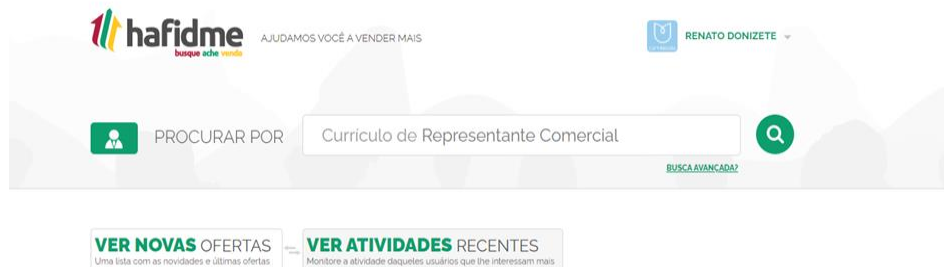 hafidme
busque ache venda
AJUDAMOS VOCÊ A VENDER MAIS
RENATO DONIZETE
PROCURAR POR
Currículo de Representante Comercial
BUSCA AVANÇADA?
VER NOVAS OFERTAS
Uma lista com as novidades e últimas ofertas
VER ATIVIDADES RECENTES
Monitore a atividade daqueles usuários que lhe interessam mais